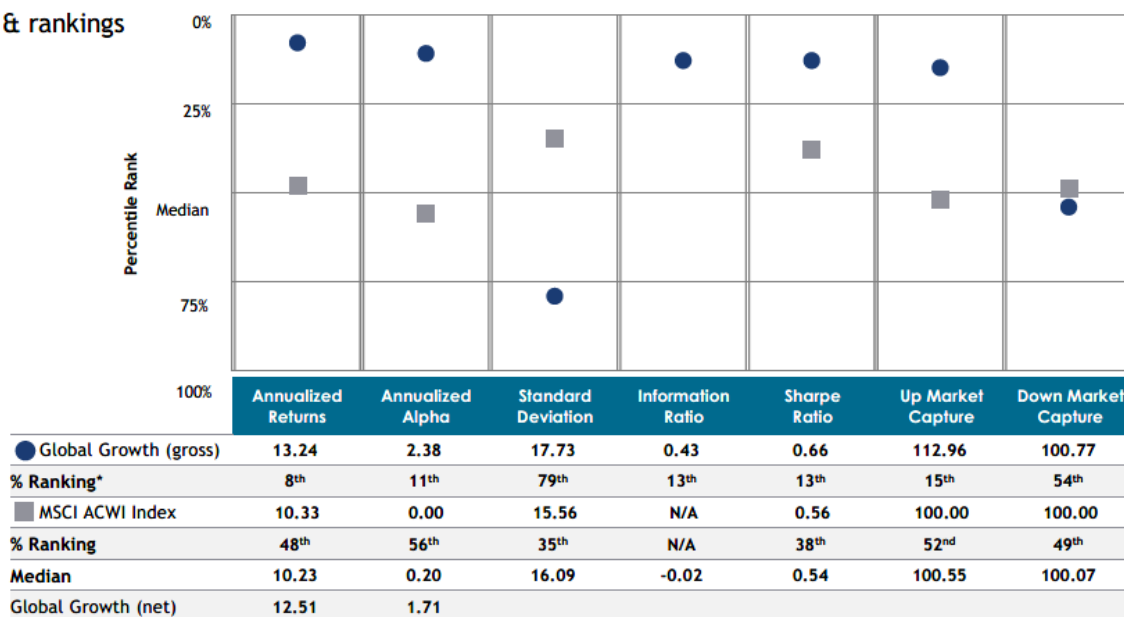 & rankings
0%
25%
Median
75%
100%
Percentile Rank
Annualized Returns Annualized Alpha Standard Deviation Information Ratio Sharpe Ratio Up Market Capture Down Market Capture
Global Growth (gross) 13.24 2.38 17.73 0.43 0.66 112.96 100.77
% Ranking* 8th 11th 79th 13th 13th 15th 54th
MSCI ACWI Index 10.33 0.00 15.56 N/A 0.56 100.00 100.00
% Ranking 48th 56th 35th N/A 38th 52nd 49th
Median 10.23 0.20 16.09 -0.02 0.54 100.55 100.07
Global Growth (net) 12.51 1.71